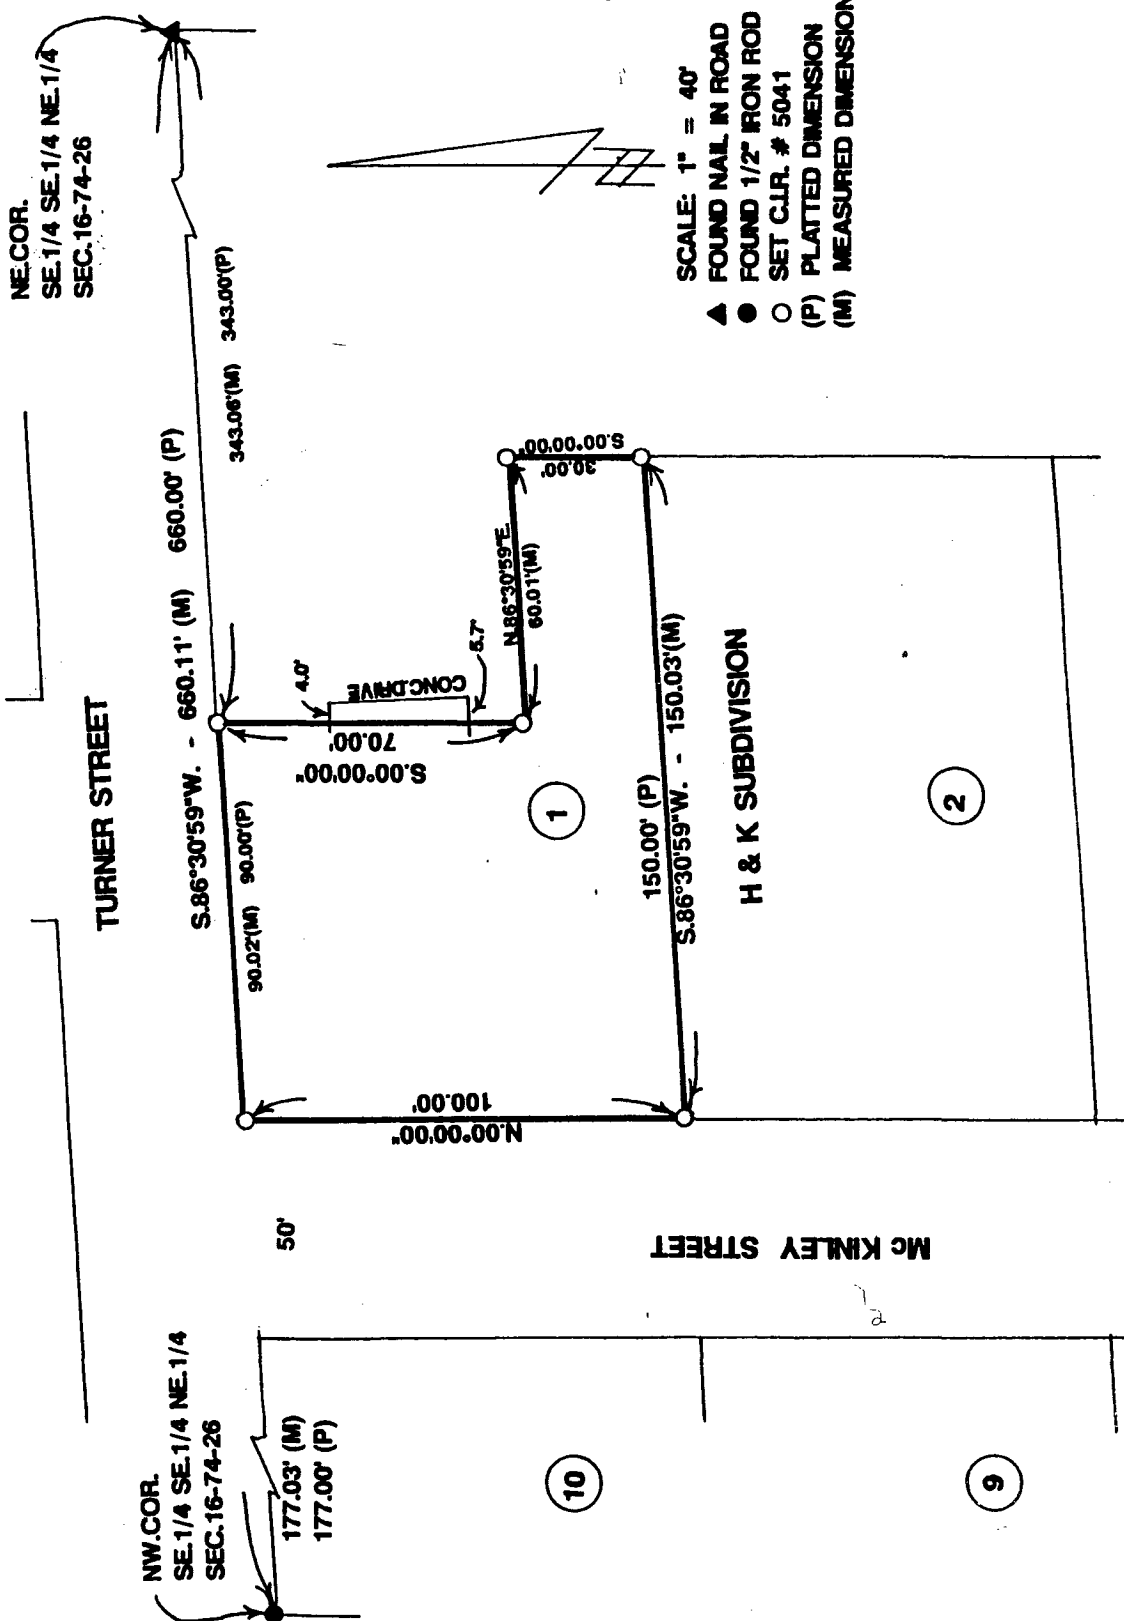 NE.COR.
SE.1/4 SE.1/4 NE.1/4
SEC.16-74-26
TURNER STREET
S.86°30'59"W. - 660.11' (M) 660.00' (P)
343.06'(M) 343.00'(P)
90.02'(M) 90.00'(P)
NW.COR.
SE.1/4 SE.1/4 NE.1/4
SEC.16-74-26
177.03' (M)
177.00' (P)
50'
N.00°00'00"
100.00'
S.00°00'00"
70.00'
4.0'
CONC.DRIVE
5.7'
N.86°30'59"E.
60.01'(M)
S.00°00'00"
30.00'
1
150.00' (P)
S.86°30'59"W. - 150.03'(M)
H & K SUBDIVISION
2
Mc KINLEY STREET
2
10
9
SCALE: 1" = 40'
FOUND NAIL IN ROAD
FOUND 1/2" IRON ROD
SET C.I.R. # 5041
(P) PLATTED DIMENSION
(M) MEASURED DIMENSION